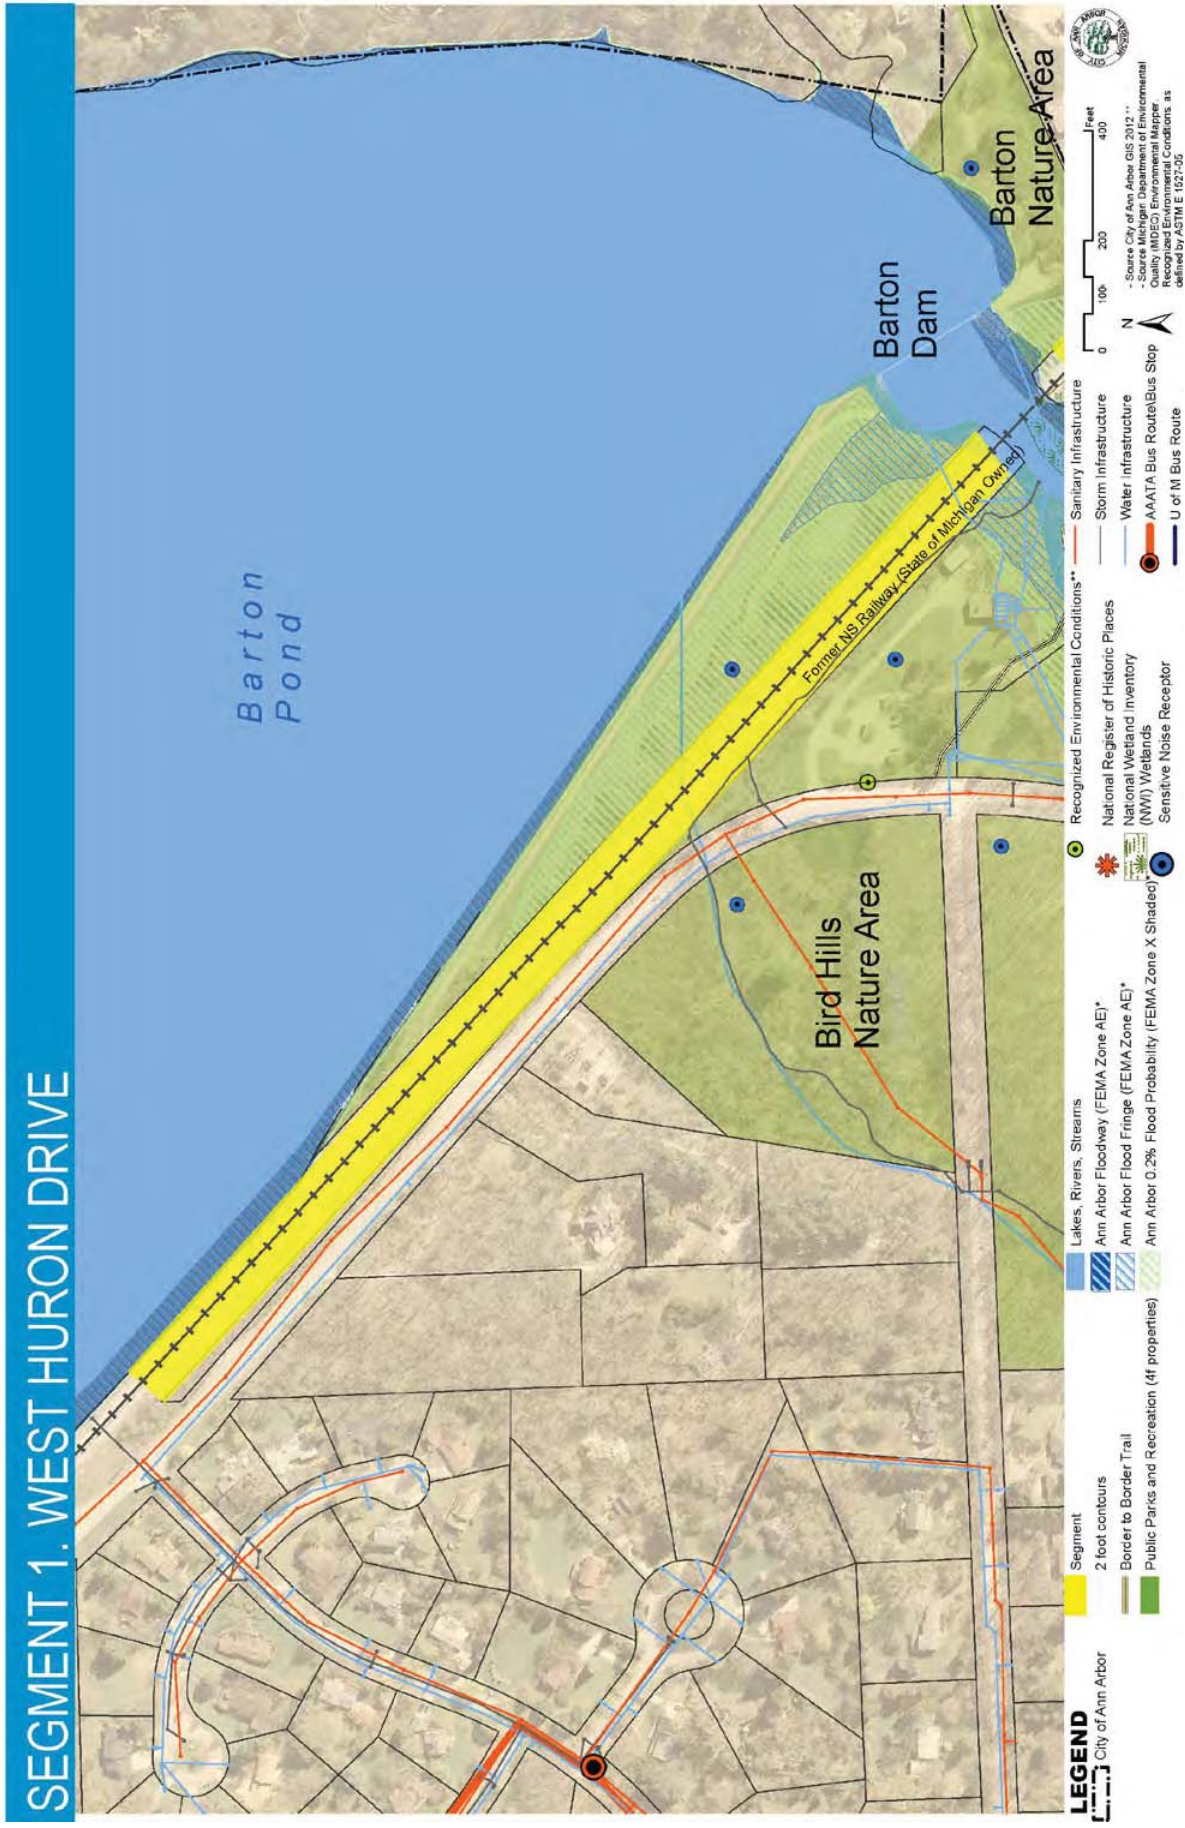 SEGMENT 1. WEST HURON DRIVE
Barton
Pond
Barton
Dam
Barton
Nature Area
Former NS Railway (State of Michigan Owned)
Bird Hills
Nature Area
LEGEND
City of Ann Arbor
Segment
2 foot contours
Border to Border Trail
Public Parks and Recreation (4f properties)
Lakes, Rivers, Streams
Ann Arbor Floodway (FEMA Zone AE)*
Ann Arbor Flood Fringe (FEMA Zone AE)*
Ann Arbor 0.2% Flood Probability (FEMA Zone X Shaded)*
Recognized Environmental Conditions**
National Register of Historic Places
National Wetland Inventory
(NWI) Wetlands
Sensitive Noise Receptor
Sanitary Infrastructure
Storm Infrastructure
Water Infrastructure
AAATA Bus Route\Bus Stop
U of M Bus Route
0 100 200 400
Feet
N
- Source City of Ann Arbor GIS 2012 **
- Source Michigan Department of Environmental
Quality (MDEQ) Environmental Mapper.
Recognized Environmental Conditions, as
defined by ASTM E 1527-05
CITY OF ANN ARBOR